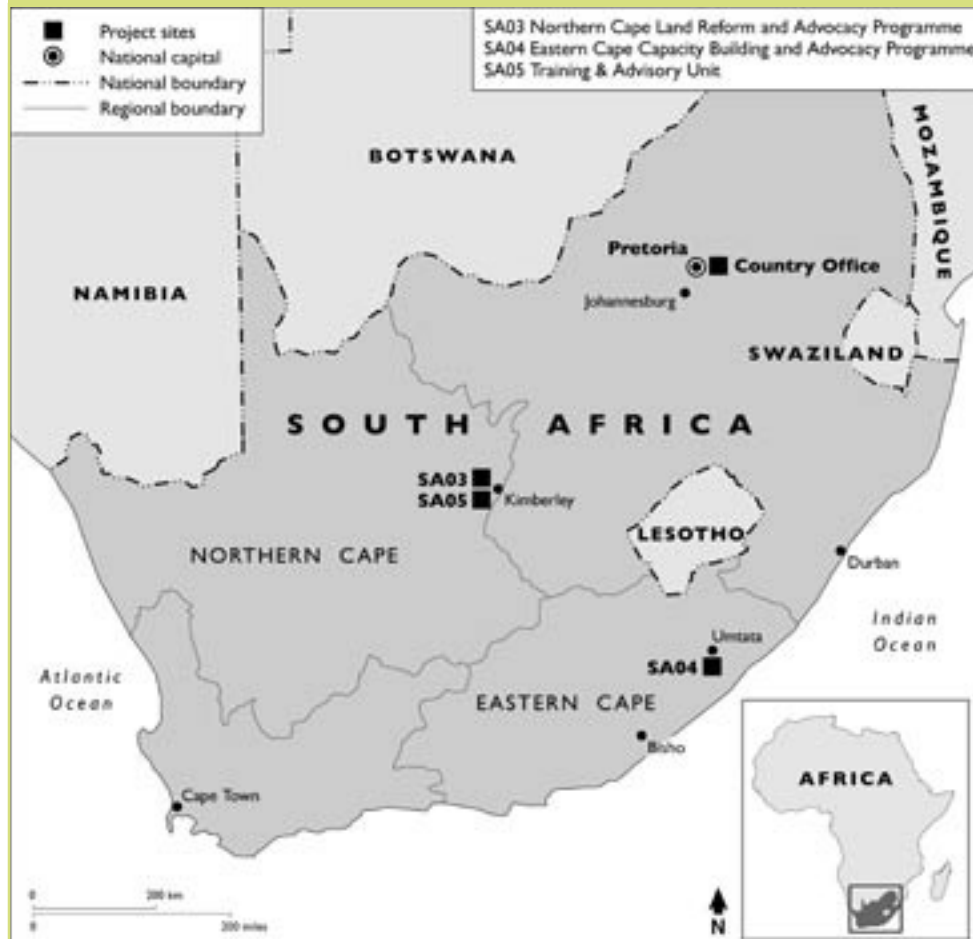 Project sites
National capital
National boundary
Regional boundary
SA03 Northern Cape Land Reform and Advocacy Programme
SA04 Eastern Cape Capacity Building and Advocacy Programme
SA05 Training & Advisory Unit
BOTSWANA
MOZAMBIQUE
NAMIBIA
Pretoria
Country Office
Johannesburg
SWAZILAND
SOUTH AFRICA
SA03
SA05
Kimberley
LESOTHO
NORTHERN CAPE
Durban
Indian
Ocean
Umtata
SA04
Atlantic
Ocean
EASTERN CAPE
Bisho
AFRICA
Cape Town
0 200 km
0 200 miles
N